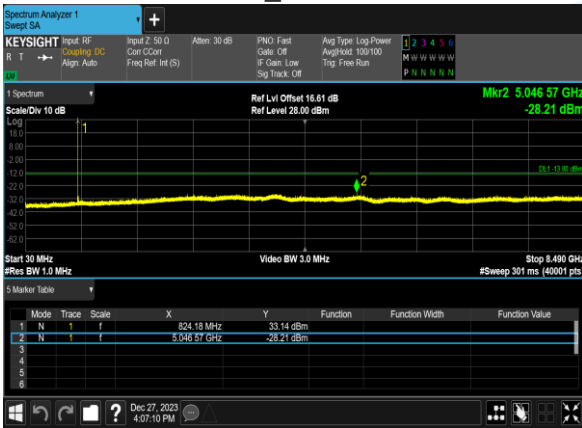 Spectrum Analyzer 1
Swept SA
KEYSIGHT Input: RF Input Z: 50 Ω Atten: 30 dB PNO: Fast Avg Type: Log-Power 1 2 3 4 5 6
R T Coupling: DC Corr CCorr Gate: Off Avg|Hold: 100/100 M W W W W W
Align: Auto Freq Ref: Int (S) IF Gain: Low Trig: Free Run
LU Sig Track: Off P N N N N N
1 Spectrum Ref Lvl Offset 16.61 dB Mkr2 5.046 57 GHz
Scale/Div 10 dB Ref Level 28.00 dBm -28.21 dBm
Log
18.0
8.00
-2.00
-12.0
-22.0
-32.0
-42.0
-52.0
-62.0
1
DL1 -13.00 dBm
2
Start 30 MHz Video BW 3.0 MHz Stop 8.490 GHz
#Res BW 1.0 MHz #Sweep 301 ms (40001 pts
5 Marker Table
Mode Trace Scale X Y Function Function Width Function Value
1 N 1 f 824.18 MHz 33.14 dBm
2 N 1 f 5.046 57 GHz -28.21 dBm
3
4
5
6
? Dec 27, 2023
4:07:10 PM